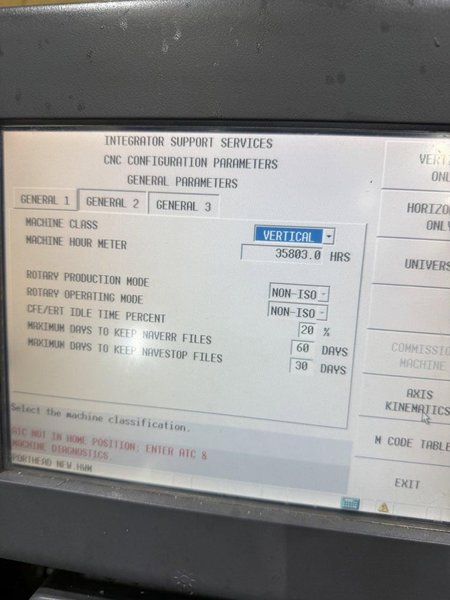 INTEGRATOR SUPPORT SERVICES
CNC CONFIGURATION PARAMETERS
GENERAL PARAMETERS
GENERAL 1 GENERAL 2 GENERAL 3
MACHINE CLASS VERTICAL
MACHINE HOUR METER 35803.0 HRS
ROTARY PRODUCTION MODE NON-ISO
ROTARY OPERATING MODE NON-ISO
CFE/ERT IDLE TIME PERCENT 20 %
MAXIMUM DAYS TO KEEP NAVERR FILES 60 DAYS
MAXIMUM DAYS TO KEEP NAVESTOP FILES 30 DAYS
Select the machine classification.
ATC NOT IN HOME POSITION; ENTER ATC &
MACHINE DIAGNOSTICS.
PORTHEAD NEW.HWM
VERTI
ONL
HORIZO
ONLY
UNIVERS
COMMISSIO
MACHINE
AXIS
KINEMATICS
M CODE TABLE
EXIT